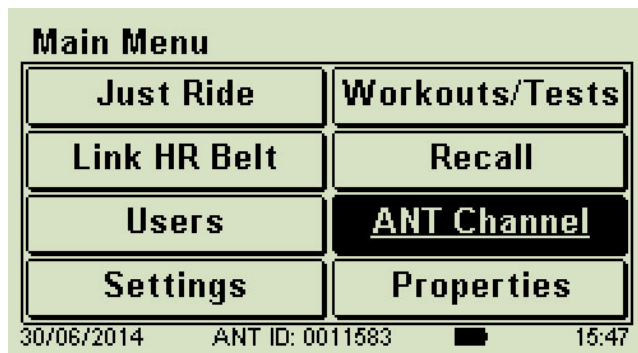 Main Menu
Just Ride Workouts/Tests
Link HR Belt Recall
Users ANT Channel
Settings Properties
30/06/2014 ANT ID: 0011583 15:47